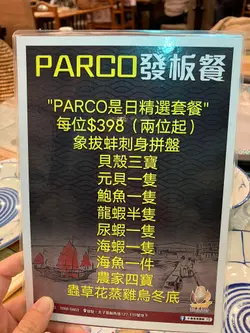 PARCO發板餐
"PARCO是日精選套餐"
每位$398（兩位起）
象拔蚌刺身拼盤
貝殼三寶
元貝一隻
鮑魚一隻
龍蝦半隻
尿蝦一隻
海蝦一隻
海魚一件
農家四寶
蟲草花蒸雞烏冬底